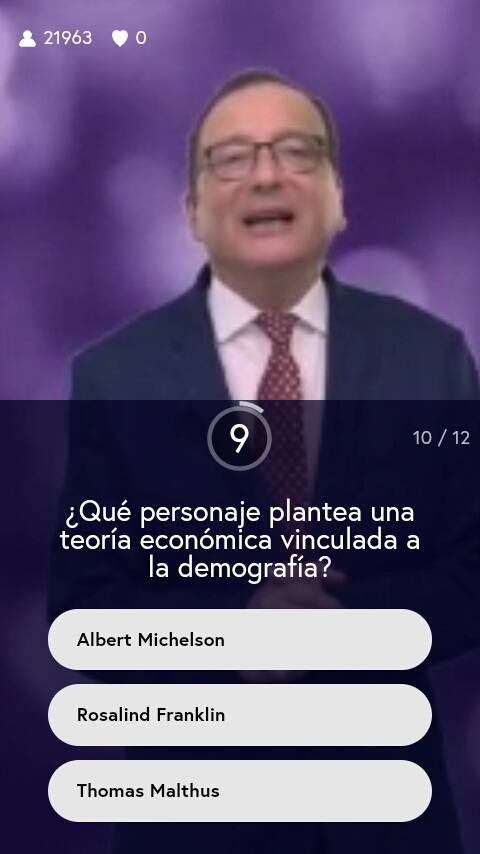 21963 0
9
10 / 12
¿Qué personaje plantea una
teoría económica vinculada a
la demografía?
Albert Michelson
Rosalind Franklin
Thomas Malthus